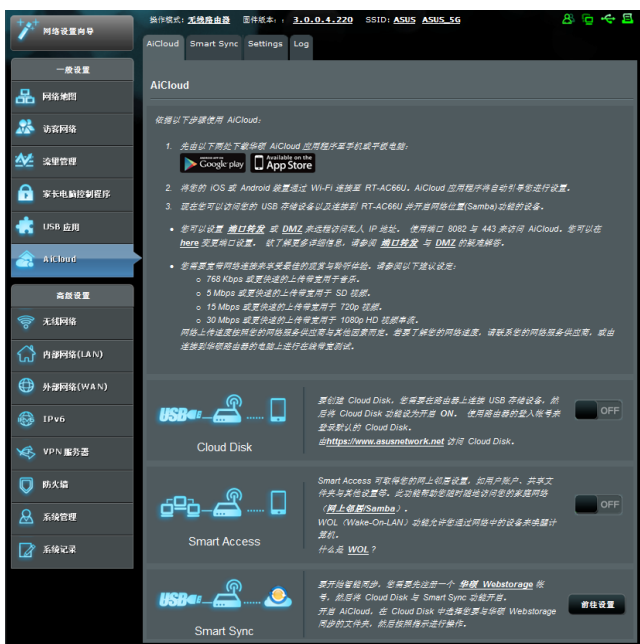 操作模式: 无线路由器 固件版本: : 3.0.0.4.220 SSID: ASUS ASUS_5G
网络设置向导
一般设置
网络地图
访客网络
流量管理
家长电脑控制程序
USB 应用
AiCloud
高级设置
无线网络
内部网络(LAN)
外部网络(WAN)
IPv6
VPN 服务器
防火墙
系统管理
系统记录
AiCloud Smart Sync Settings Log
AiCloud
依据以下步骤使用 AiCloud:
1. 先由以下两处下载华硕 AiCloud 应用程序至手机或平板电脑:
Google play Available on the App Store
2. 将您的 iOS 或 Android 装置通过 Wi-Fi 连接至 RT-AC66U。AiCloud 应用程序将自动引导您进行设置。
3. 现在您可以访问您的 USB 存储设备以及连接到 RT-AC66U 并开启网络位置(Samba)功能的设备。
• 您可以设置 端口转发 或 DMZ 来远程访问私人 IP 地址。 使用端口 8082 与 443 来访问 AiCloud。您可以在
here 变更端口设置。 欲了解更多详细信息，请参阅 端口转发 与 DMZ 的疑难解答。
• 您需要宽带网络连接来享受最佳的观赏与聆听体验。请参阅以下建议设定:
○ 768 Kbps 或更快速的上传带宽用于音乐。
○ 5 Mbps 或更快速的上传带宽用于 SD 视频。
○ 15 Mbps 或更快速的上传带宽用于 720p 视频。
○ 30 Mbps 或更快速的上传带宽用于 1080p HD 视频串流。
网络上传速度按照您的网络服务供应商与其他因素而定。若要了解您的网络速度，请联系您的网络服务供应商，或由
连接到华硕路由器的电脑上进行在线带宽测试。
USB
Cloud Disk
要创建 Cloud Disk，您需要在路由器上连接 USB 存储设备，然
后将 Cloud Disk 功能设为开启 ON。 使用路由器的登入帐号来
登录默认的 Cloud Disk。
由https://www.asusnetwork.net 访问 Cloud Disk。
OFF
Smart Access
Smart Access 可取得您的网上邻居设置，如用户账户、共享文
件夹与其他设置等。此功能帮助您随时随地访问您的家庭网络
（网上邻居/Samba）。
WOL（Wake-On-LAN）功能允许您通过网络中的设备来唤醒计
算机。
什么是 WOL？
OFF
USB
Smart Sync
要开始智能同步，您需要先注册一个 华硕 Webstorage 帐
号，然后将 Cloud Disk 与 Smart Sync 功能开启。
开启 AiCloud，在 Cloud Disk 中选择您要与华硕 Webstorage
同步的文件夹，然后按照指示进行操作。
前往设置